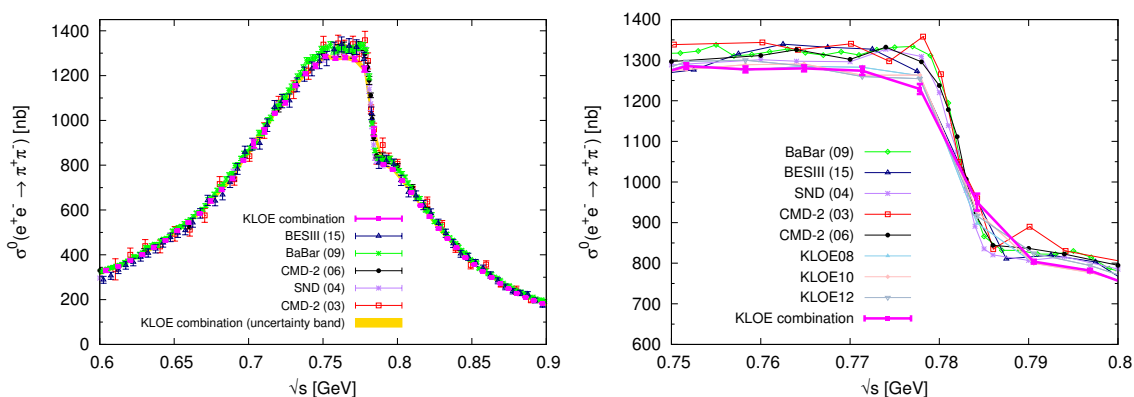 σ⁰(e⁺e⁻ → π⁺π⁻) [nb]
1400
1200
1000
800
600
400
200
0
KLOE combination
BESIII (15)
BaBar (09)
CMD-2 (06)
SND (04)
CMD-2 (03)
KLOE combination (uncertainty band)
0.6
0.65
0.7
0.75
0.8
0.85
0.9
√s [GeV]
σ⁰(e⁺e⁻ → π⁺π⁻) [nb]
1400
1300
1200
1100
1000
900
800
700
600
BaBar (09)
BESIII (15)
SND (04)
CMD-2 (03)
CMD-2 (06)
KLOE08
KLOE10
KLOE12
KLOE combination
0.75
0.76
0.77
0.78
0.79
0.8
√s [GeV]